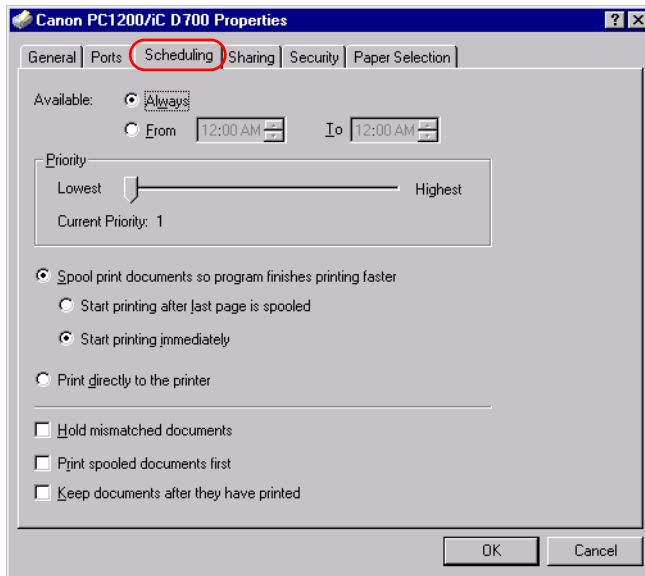 Canon PC1200/iC D700 Properties
General Ports Scheduling Sharing Security Paper Selection
Available: Always
From 12:00 AM To 12:00 AM
Priority
Lowest Highest
Current Priority: 1
Spool print documents so program finishes printing faster
Start printing after last page is spooled
Start printing immediately
Print directly to the printer
Hold mismatched documents
Print spooled documents first
Keep documents after they have printed
OK Cancel